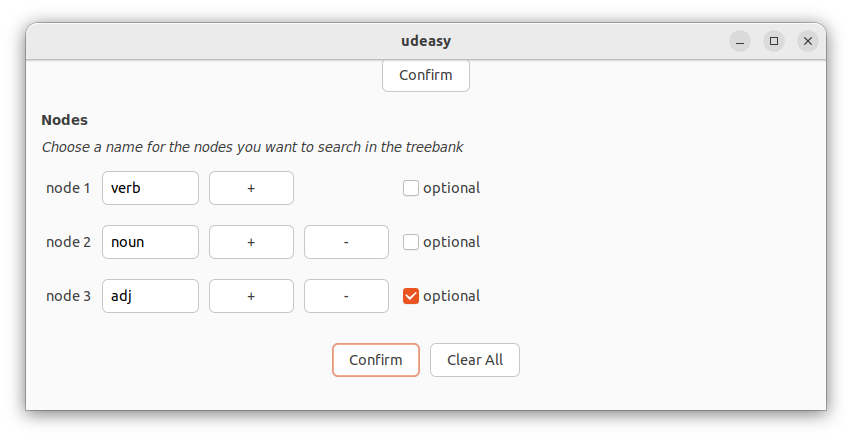 udeasy
Confirm
Nodes
Choose a name for the nodes you want to search in the treebank
node 1 verb + optional
node 2 noun + - optional
node 3 adj + - optional
Confirm Clear All